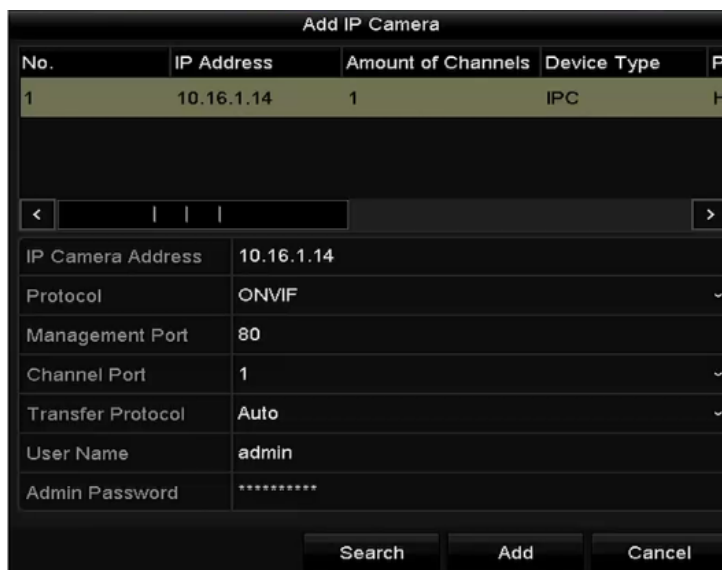 Add IP Camera
No. IP Address Amount of Channels Device Type P
1 10.16.1.14 1 IPC H
IP Camera Address 10.16.1.14
Protocol ONVIF
Management Port 80
Channel Port 1
Transfer Protocol Auto
User Name admin
Admin Password **********
Search Add Cancel